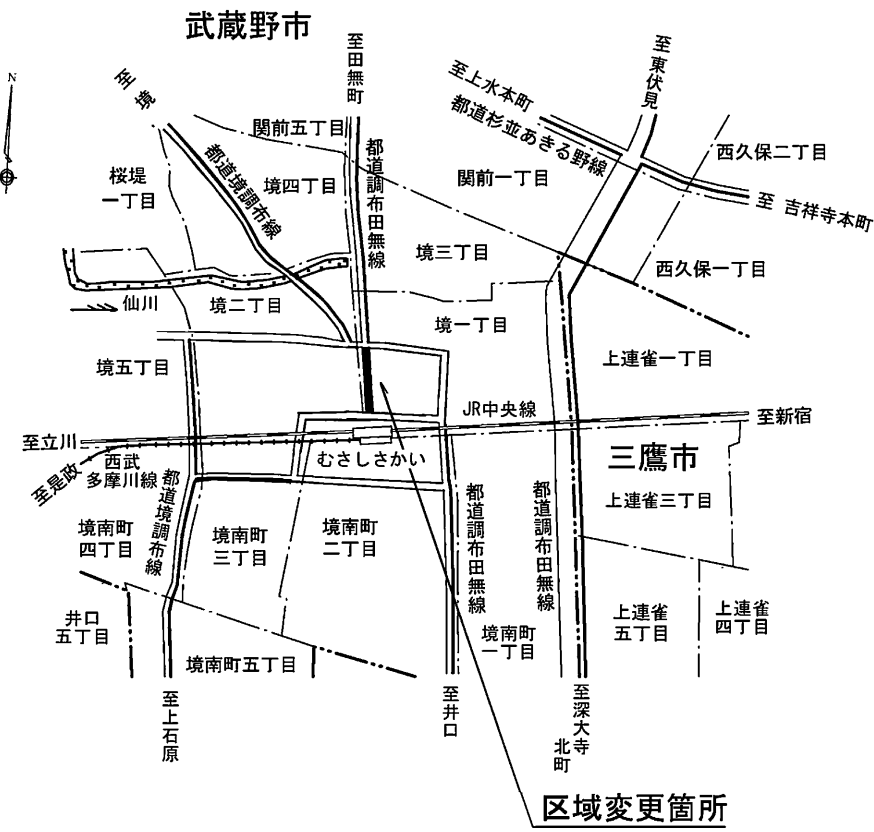 武蔵野市
N
至境
至田無町
至東伏見
至上水本町
都道杉並あきる野線
関前五丁目
都道境調布線
都道調布田無線
西久保二丁目
桜堤
一丁目
境四丁目
関前一丁目
至 吉祥寺本町
境三丁目
西久保一丁目
仙川
境二丁目
境一丁目
境五丁目
上連雀一丁目
JR中央線
至新宿
至立川
むさしさかい
三鷹市
至是政
西武
多摩川線
都道境調布線
都道調布田無線
都道調布田無線
上連雀三丁目
境南町
四丁目
境南町
三丁目
境南町
二丁目
井口
五丁目
境南町
一丁目
上連雀
五丁目
上連雀
四丁目
境南町五丁目
至上石原
至井口
至深大寺
北町
区域変更箇所